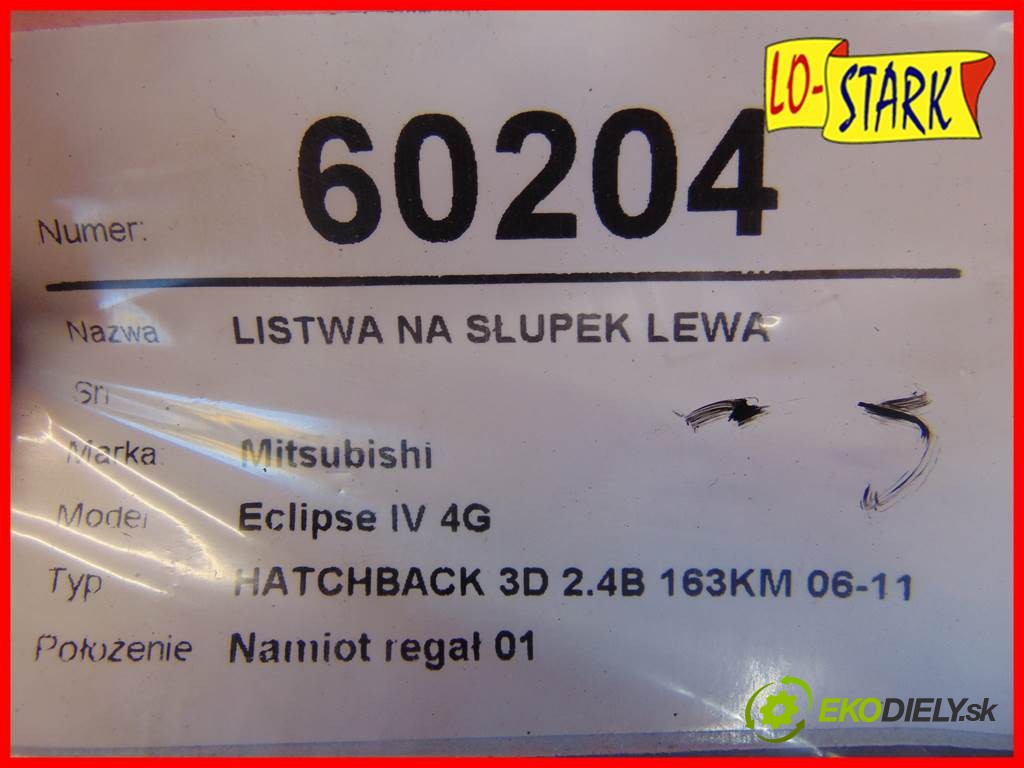 LO-STARK
Numer: 60204
Nazwa LISTWA NA SŁUPEK LEWA
Sn
Marka: Mitsubishi
Model Eclipse IV 4G
Typ HATCHBACK 3D 2.4B 163KM 06-11
Położenie Namiot regał 01
EKODIELY.sk